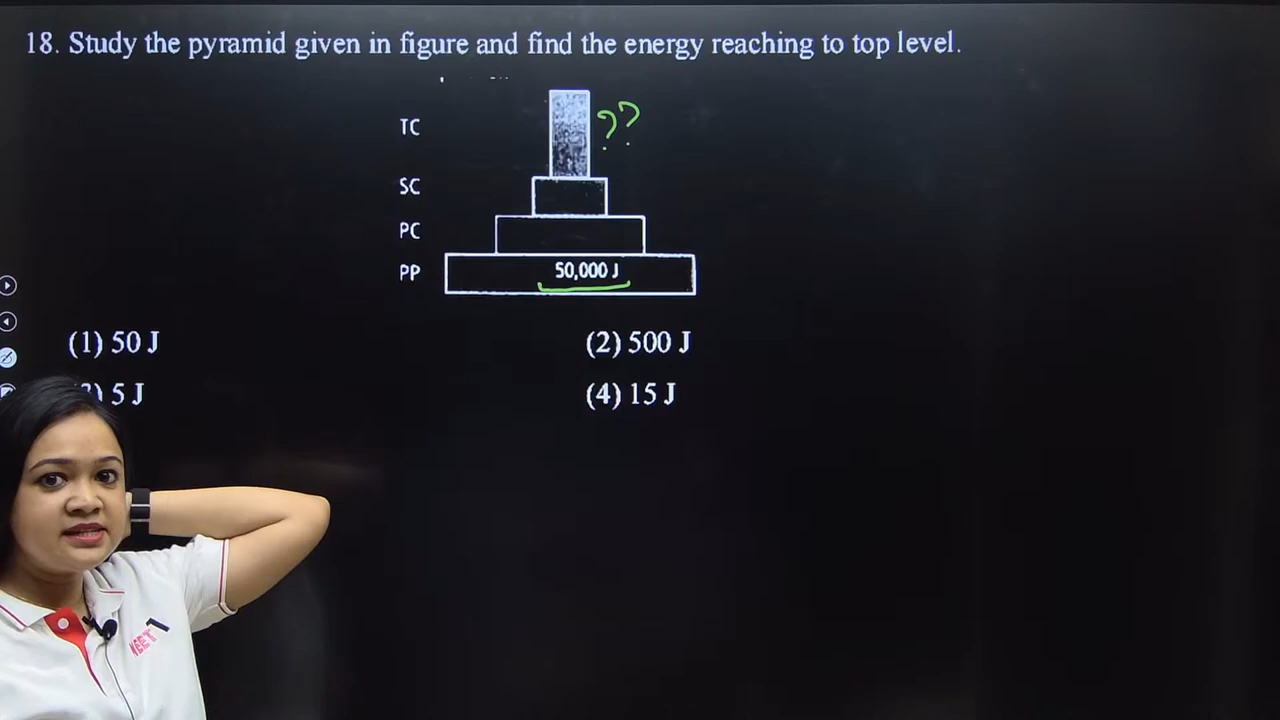 18. Study the pyramid given in figure and find the energy reaching to top level.
TC
??
SC
PC
PP 50,000 J
(1) 50 J (2) 500 J
5 J (4) 15 J
NEET